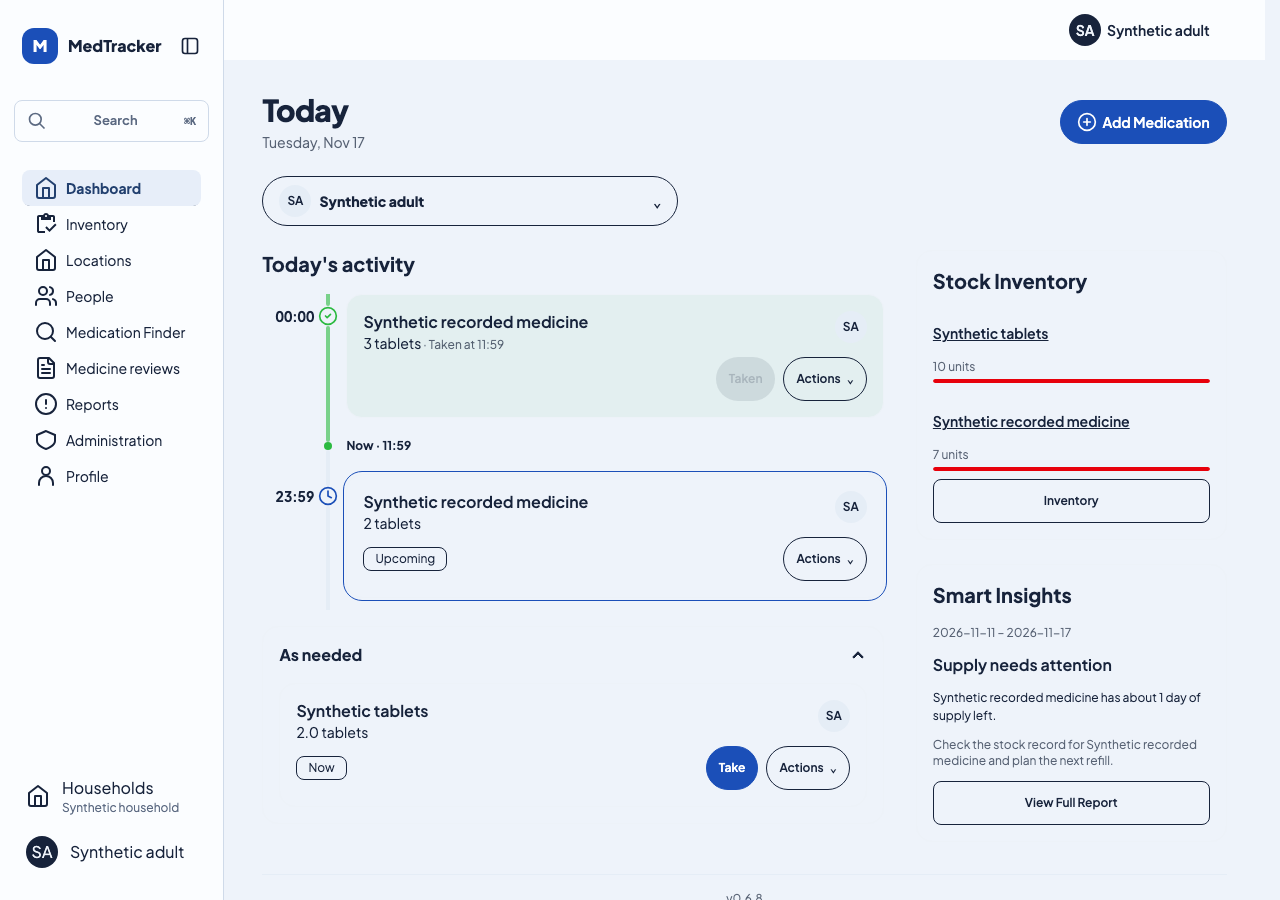 M MedTracker
Search ⌘K
Dashboard
Inventory
Locations
People
Medication Finder
Medicine reviews
Reports
Administration
Profile
Households
Synthetic household
SA Synthetic adult
SA Synthetic adult
Today
Tuesday, Nov 17
Add Medication
SA Synthetic adult
Today's activity
00:00
Synthetic recorded medicine
SA
3 tablets · Taken at 11:59
Taken
Actions
Now · 11:59
23:59
Synthetic recorded medicine
SA
2 tablets
Upcoming
Actions
As needed
Synthetic tablets
SA
2.0 tablets
Now
Take
Actions
Stock Inventory
Synthetic tablets
10 units
Synthetic recorded medicine
7 units
Inventory
Smart Insights
2026-11-11 – 2026-11-17
Supply needs attention
Synthetic recorded medicine has about 1 day of
supply left.
Check the stock record for Synthetic recorded
medicine and plan the next refill.
View Full Report
v0.6.8